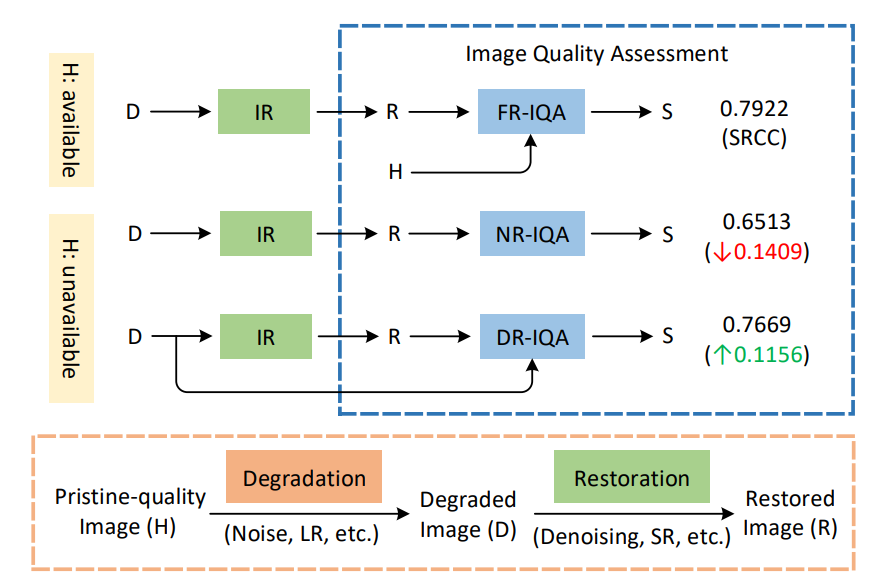 Image Quality Assessment
H: available
D
IR
R
FR-IQA
S
0.7922
(SRCC)
H
H: unavailable
D
IR
R
NR-IQA
S
0.6513
(↓0.1409)
D
IR
R
DR-IQA
S
0.7669
(↑0.1156)
Pristine-quality
Image (H)
Degradation
(Noise, LR, etc.)
Degraded
Image (D)
Restoration
(Denoising, SR, etc.)
Restored
Image (R)